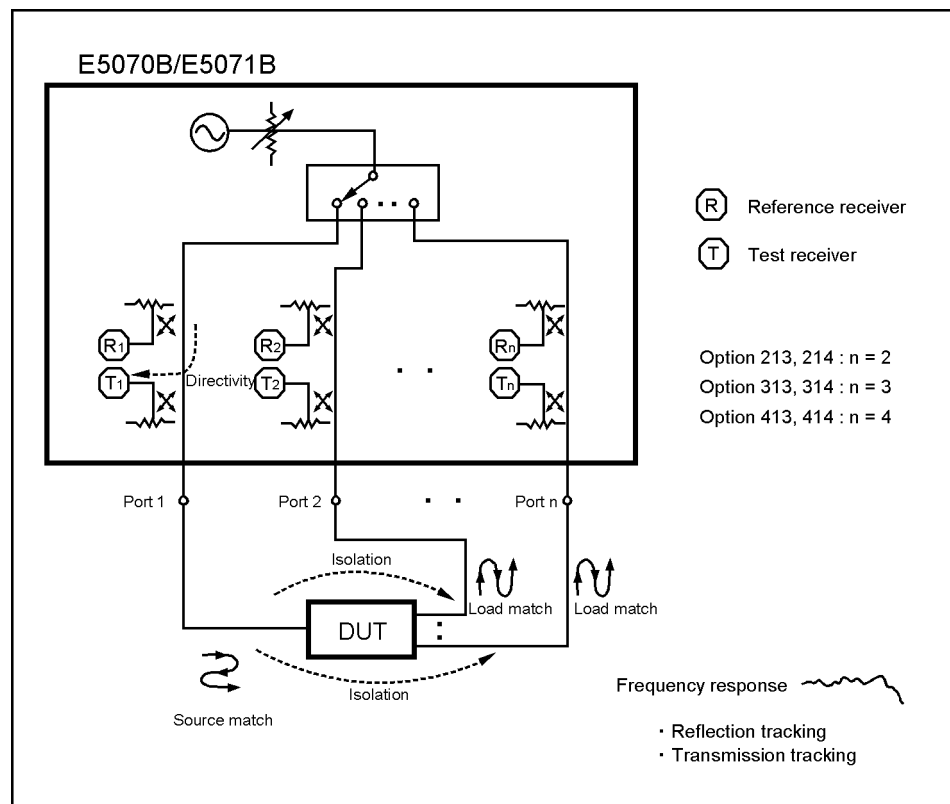 E5070B/E5071B
R Reference receiver
T Test receiver
R1
R2
Rn
T1
Directivity
T2
Tn
Option 213, 214 : n = 2
Option 313, 314 : n = 3
Option 413, 414 : n = 4
Port 1
Port 2
Port n
Isolation
Load match
Load match
DUT
Isolation
Source match
Frequency response
· Reflection tracking
· Transmission tracking